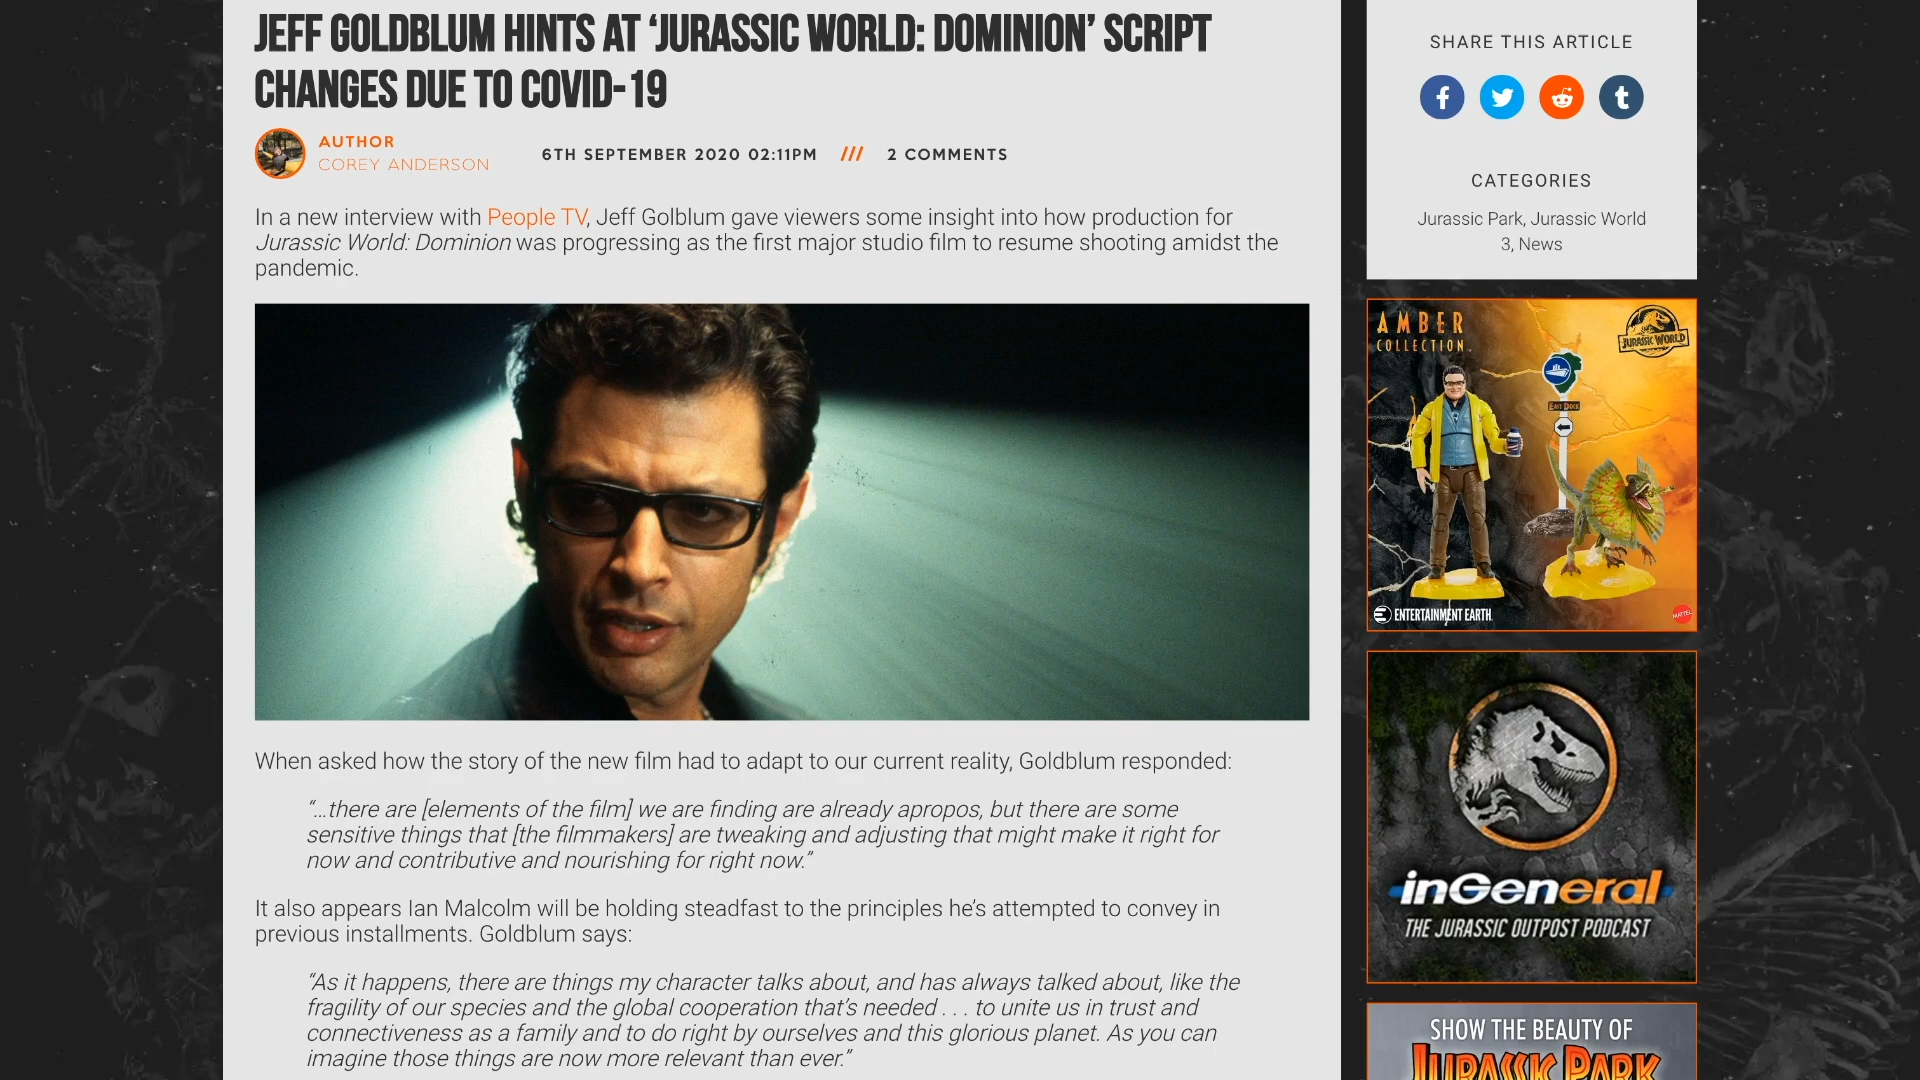 JEFF GOLDBLUM HINTS AT ‘JURASSIC WORLD: DOMINION’ SCRIPT
CHANGES DUE TO COVID-19
AUTHOR
COREY ANDERSON
6TH SEPTEMBER 2020 02:11PM /// 2 COMMENTS
In a new interview with People TV, Jeff Golblum gave viewers some insight into how production for
Jurassic World: Dominion was progressing as the first major studio film to resume shooting amidst the
pandemic.
When asked how the story of the new film had to adapt to our current reality, Goldblum responded:
“…there are [elements of the film] we are finding are already apropos, but there are some
sensitive things that [the filmmakers] are tweaking and adjusting that might make it right for
now and contributive and nourishing for right now.”
It also appears Ian Malcolm will be holding steadfast to the principles he’s attempted to convey in
previous installments. Goldblum says:
“As it happens, there are things my character talks about, and has always talked about, like the
fragility of our species and the global cooperation that’s needed . . . to unite us in trust and
connectiveness as a family and to do right by ourselves and this glorious planet. As you can
imagine those things are now more relevant than ever.”
SHARE THIS ARTICLE
CATEGORIES
Jurassic Park, Jurassic World
3, News
AMBER
COLLECTION
JURASSIC WORLD
EAST DOCK
ENTERTAINMENT EARTH
MATTEL
inGeneral
THE JURASSIC OUTPOST PODCAST
SHOW THE BEAUTY OF
JURASSIC PARK